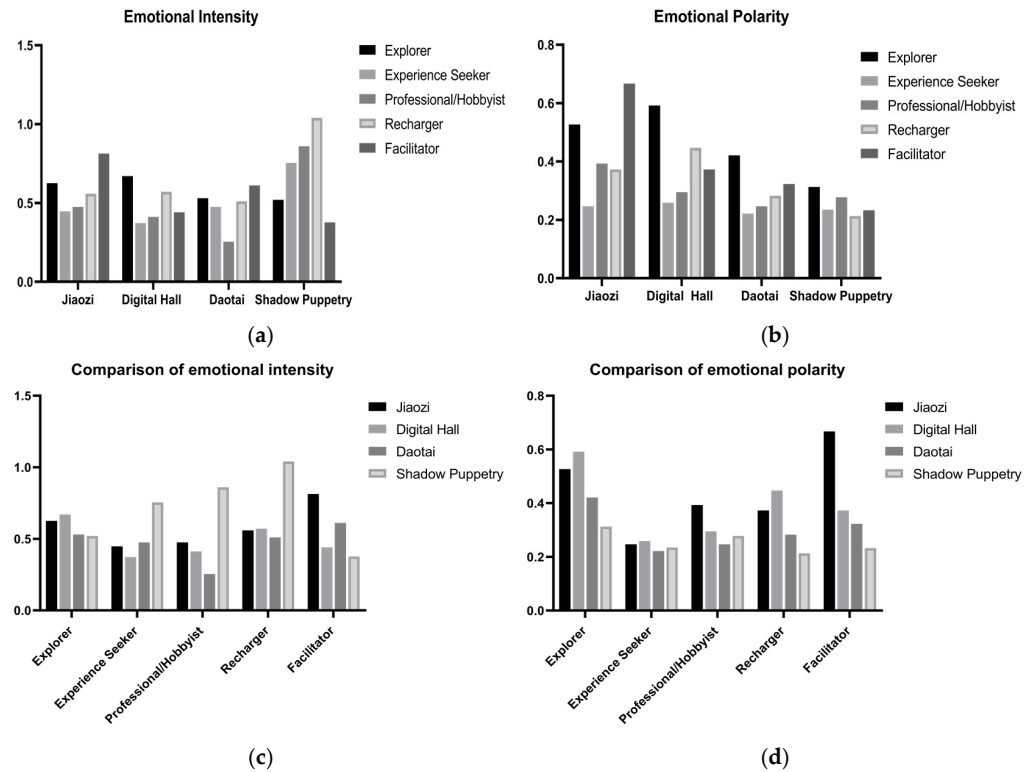 Emotional Intensity
1.5
1.0
0.5
0.0
Jiaozi
Digital Hall
Daotai
Shadow Puppetry
Explorer
Experience Seeker
Professional/Hobbyist
Recharger
Facilitator
(a)
Emotional Polarity
0.8
0.6
0.4
0.2
0.0
Jiaozi
Digital Hall
Daotai
Shadow Puppetry
Explorer
Experience Seeker
Professional/Hobbyist
Recharger
Facilitator
(b)
Comparison of emotional intensity
1.5
1.0
0.5
0.0
Explorer
Experience Seeker
Professional/Hobbyist
Recharger
Facilitator
Jiaozi
Digital Hall
Daotai
Shadow Puppetry
(c)
Comparison of emotional polarity
0.8
0.6
0.4
0.2
0.0
Explorer
Experience Seeker
Professional/Hobbyist
Recharger
Facilitator
Jiaozi
Digital Hall
Daotai
Shadow Puppetry
(d)